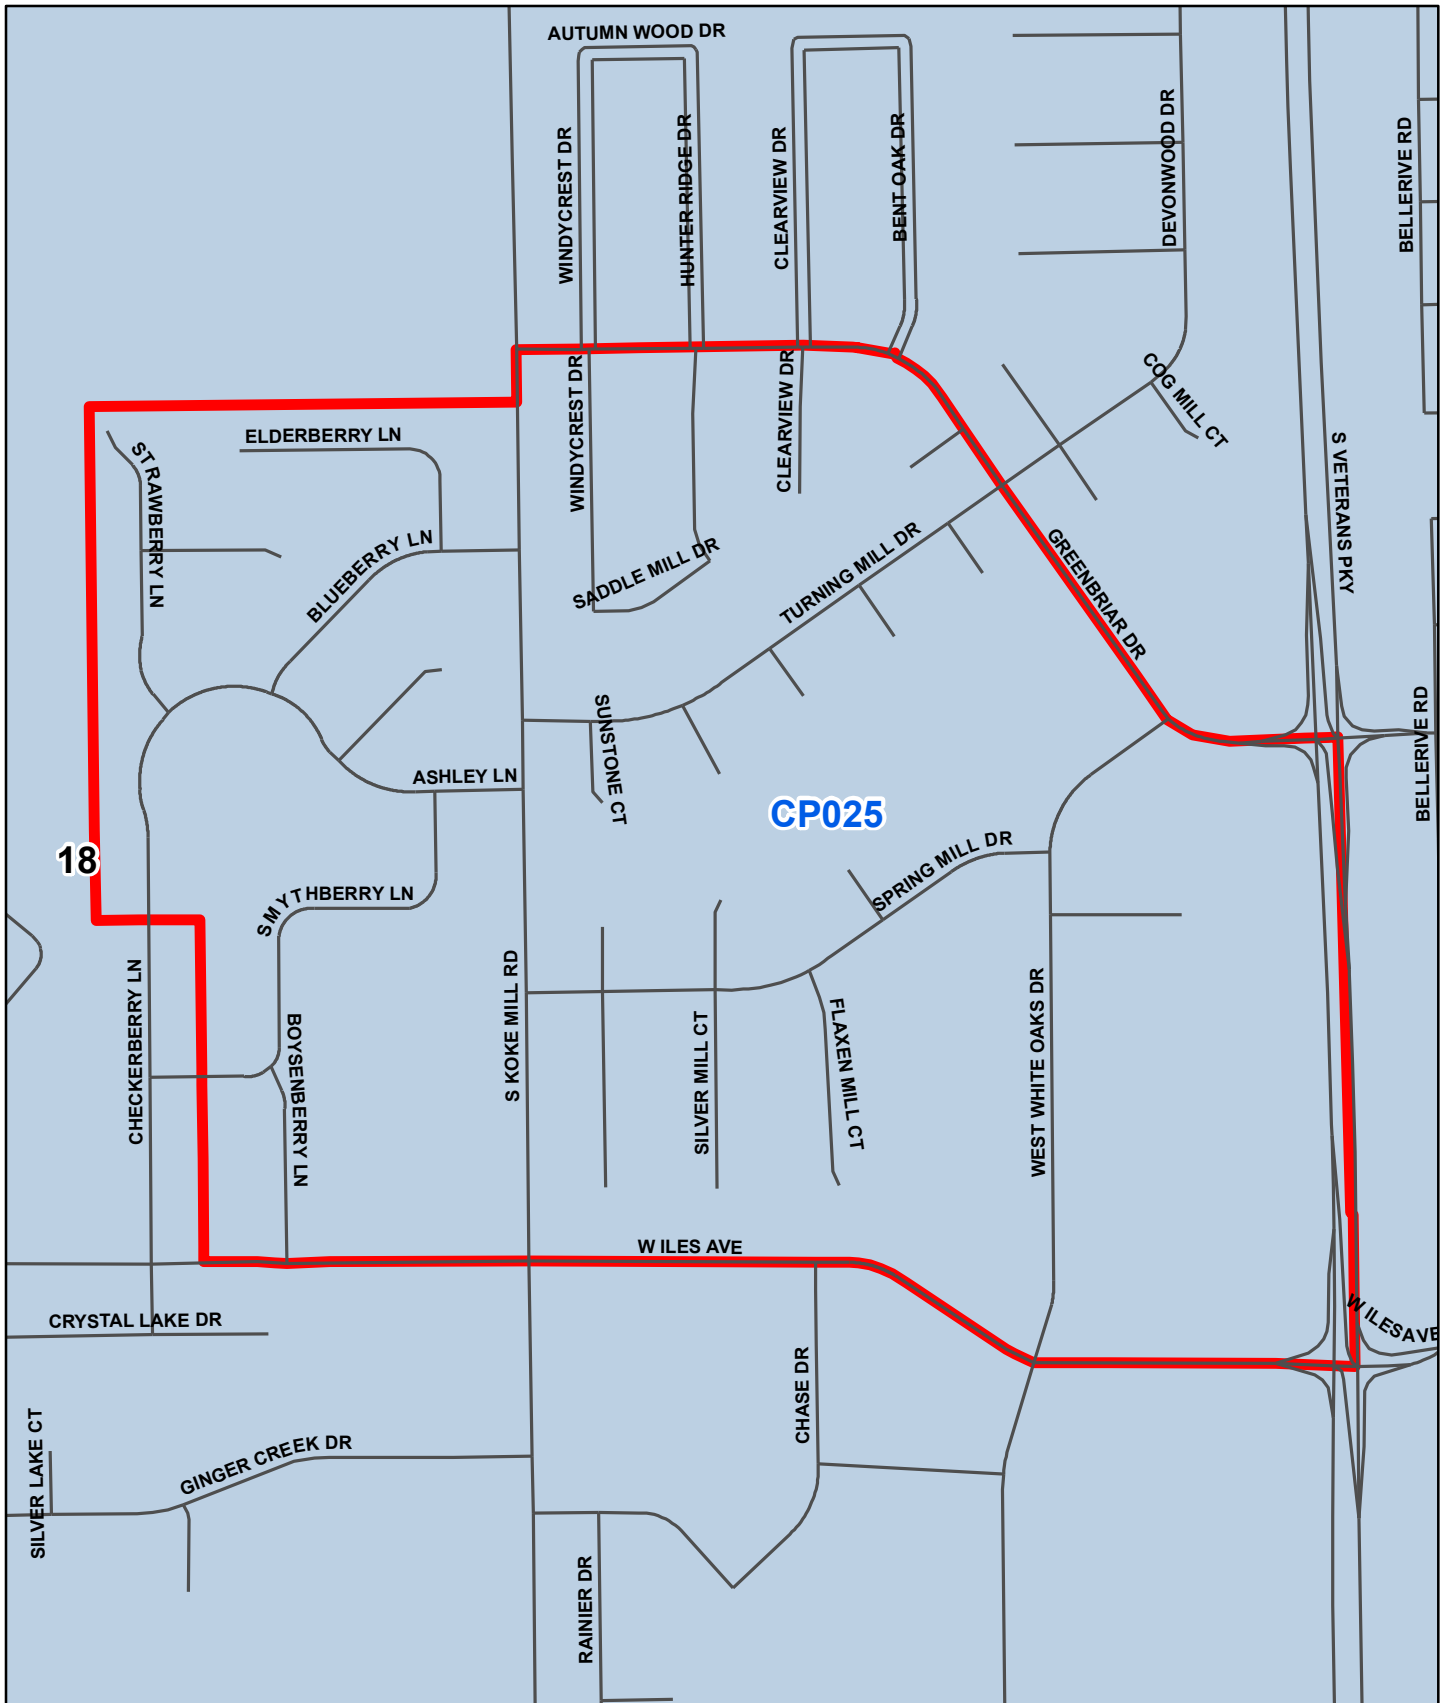 AUTUMN WOOD DR
WINDYCREST DR
HUNTER RIDGE DR
CLEARVIEW DR
BENT OAK DR
DEVONWOOD DR
BELLERIVE RD
WINDYCREST DR
CLEARVIEW DR
COG MILL CT
ELDERBERRY LN
STRAWBERRY LN
S VETERANS PKY
BLUEBERRY LN
SADDLE MILL DR
TURNING MILL DR
GREENBRIAR DR
SUNSTONE CT
BELLERIVE RD
ASHLEY LN
CP025
18
SPRING MILL DR
SMYTHBERRY LN
CHECKERBERRY LN
BOYSENBERRY LN
S KOKE MILL RD
SILVER MILL CT
FLAXEN MILL CT
WEST WHITE OAKS DR
W ILES AVE
W ILES AVE
CRYSTAL LAKE DR
CHASE DR
SILVER LAKE CT
GINGER CREEK DR
RAINIER DR